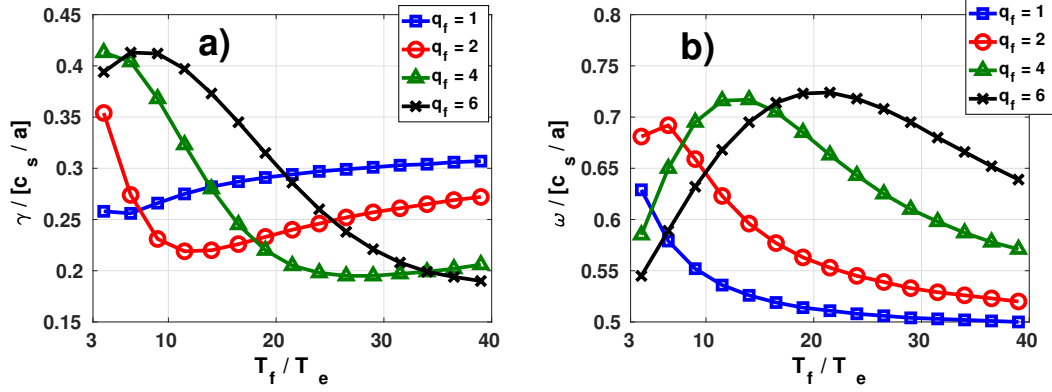 a)
γ / [c_s / a]
0.45
0.4
0.35
0.3
0.25
0.2
0.15
3
10
20
30
40
T_f / T_e
q_f = 1
q_f = 2
q_f = 4
q_f = 6
b)
ω / [c_s / a]
0.8
0.75
0.7
0.65
0.6
0.55
0.5
3
10
20
30
40
T_f / T_e
q_f = 1
q_f = 2
q_f = 4
q_f = 6